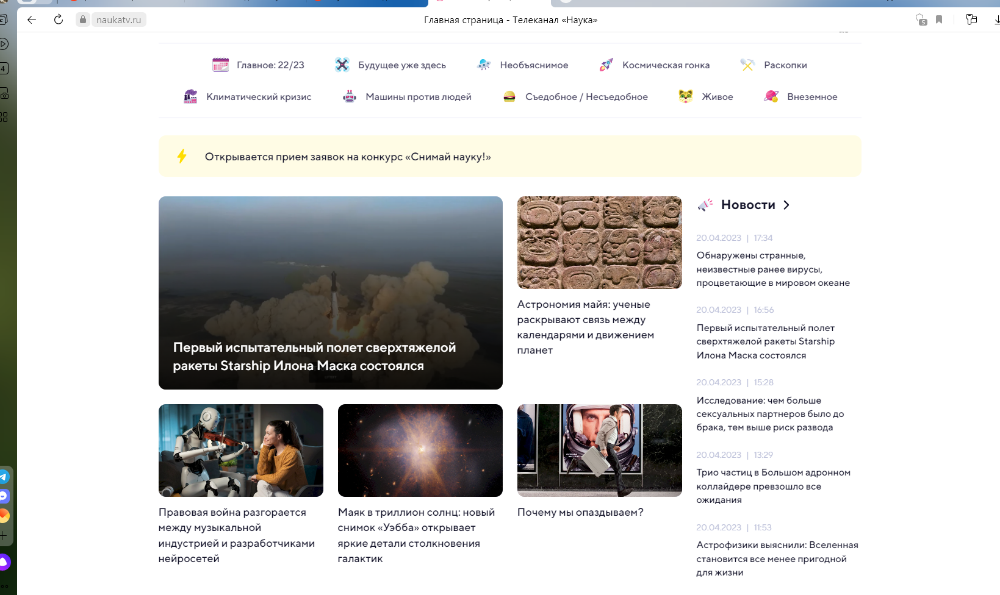 naukatv.ru
Главная страница - Телеканал «Наука»
5
4
Главное: 22/23
Будущее уже здесь
Необъяснимое
Космическая гонка
Раскопки
Климатический кризис
Машины против людей
Съедобное / Несъедобное
Живое
Внеземное
Открывается прием заявок на конкурс «Снимай науку!»
Первый испытательный полет сверхтяжелой
ракеты Starship Илона Маска состоялся
Астрономия майя: ученые
раскрывают связь между
календарями и движением
планет
Правовая война разгорается
между музыкальной
индустрией и разработчиками
нейросетей
Маяк в триллион солнц: новый
снимок «Уэбба» открывает
яркие детали столкновения
галактик
Почему мы опаздываем?
Новости
20.04.2023 | 17:34
Обнаружены странные,
неизвестные ранее вирусы,
процветающие в мировом океане
20.04.2023 | 16:56
Первый испытательный полет
сверхтяжелой ракеты Starship
Илона Маска состоялся
20.04.2023 | 15:28
Исследование: чем больше
сексуальных партнеров было до
брака, тем выше риск развода
20.04.2023 | 13:29
Трио частиц в Большом адронном
коллайдере превзошло все
ожидания
20.04.2023 | 11:53
Астрофизики выяснили: Вселенная
становится все менее пригодной
для жизни